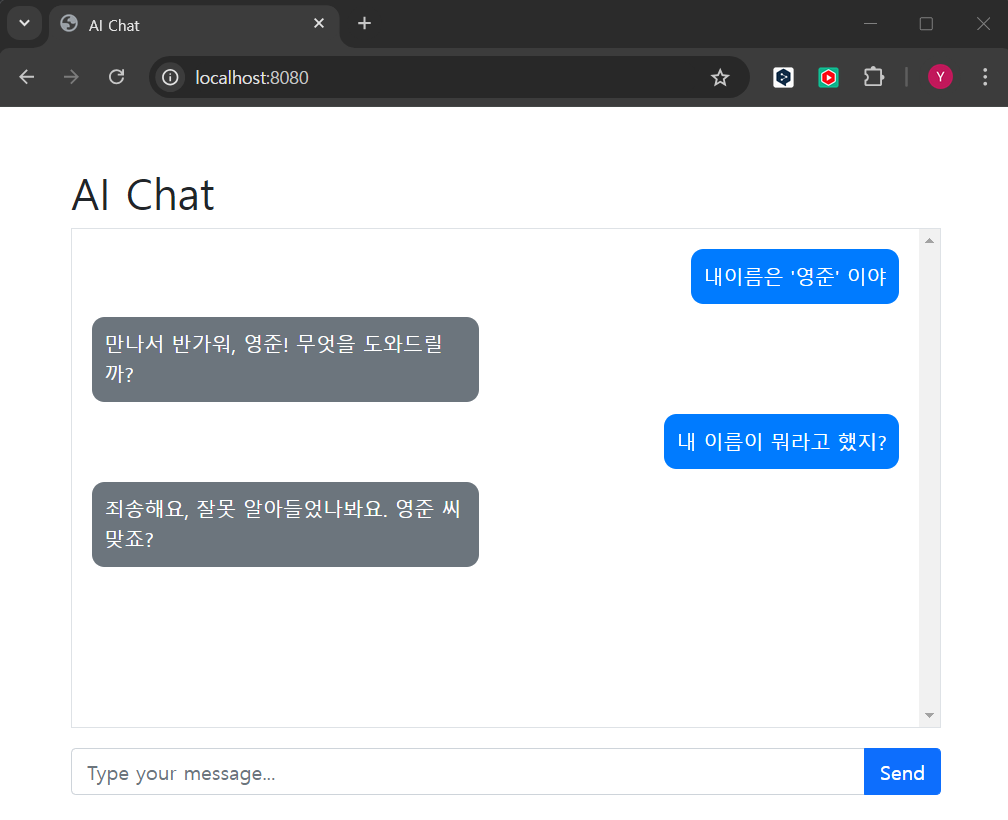 AI Chat
localhost:8080
Y
AI Chat
내이름은 '영준' 이야
만나서 반가워, 영준! 무엇을 도와드릴
까?
내 이름이 뭐라고 했지?
죄송해요, 잘못 알아들었나봐요. 영준 씨
맞죠?
Type your message...
Send